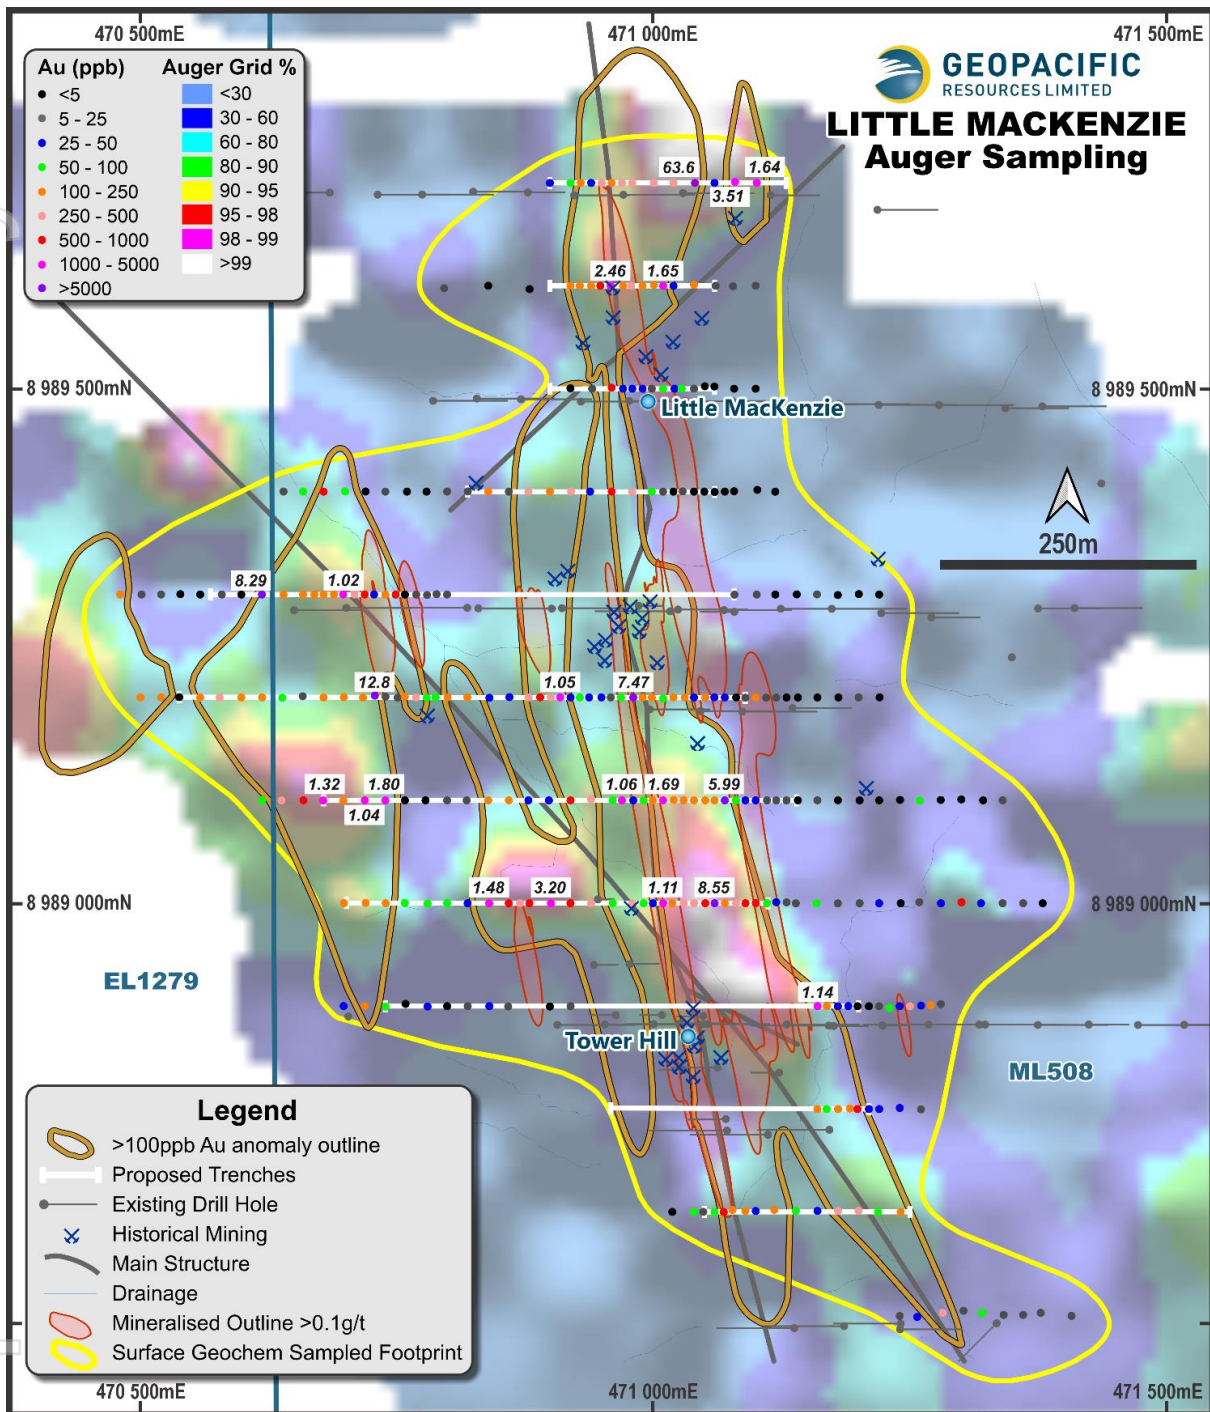 470 500mE
471 000mE
471 500mE
GEOPACIFIC
RESOURCES LIMITED
LITTLE MACKENZIE
Auger Sampling
Au (ppb)
Auger Grid %
<5
<30
5 - 25
30 - 60
25 - 50
60 - 80
50 - 100
80 - 90
100 - 250
90 - 95
250 - 500
95 - 98
500 - 1000
98 - 99
1000 - 5000
>99
>5000
63.6
1.64
3.51
2.46
1.65
8 989 500mN
8 989 500mN
Little MacKenzie
250m
8.29
1.02
12.8
1.05
7.47
1.32
1.80
1.04
1.06
1.69
5.99
1.48
3.20
1.11
8.55
8 989 000mN
8 989 000mN
EL1279
1.14
Tower Hill
ML508
Legend
>100ppb Au anomaly outline
Proposed Trenches
Existing Drill Hole
Historical Mining
Main Structure
Drainage
Mineralised Outline >0.1g/t
Surface Geochem Sampled Footprint
470 500mE
471 000mE
471 500mE